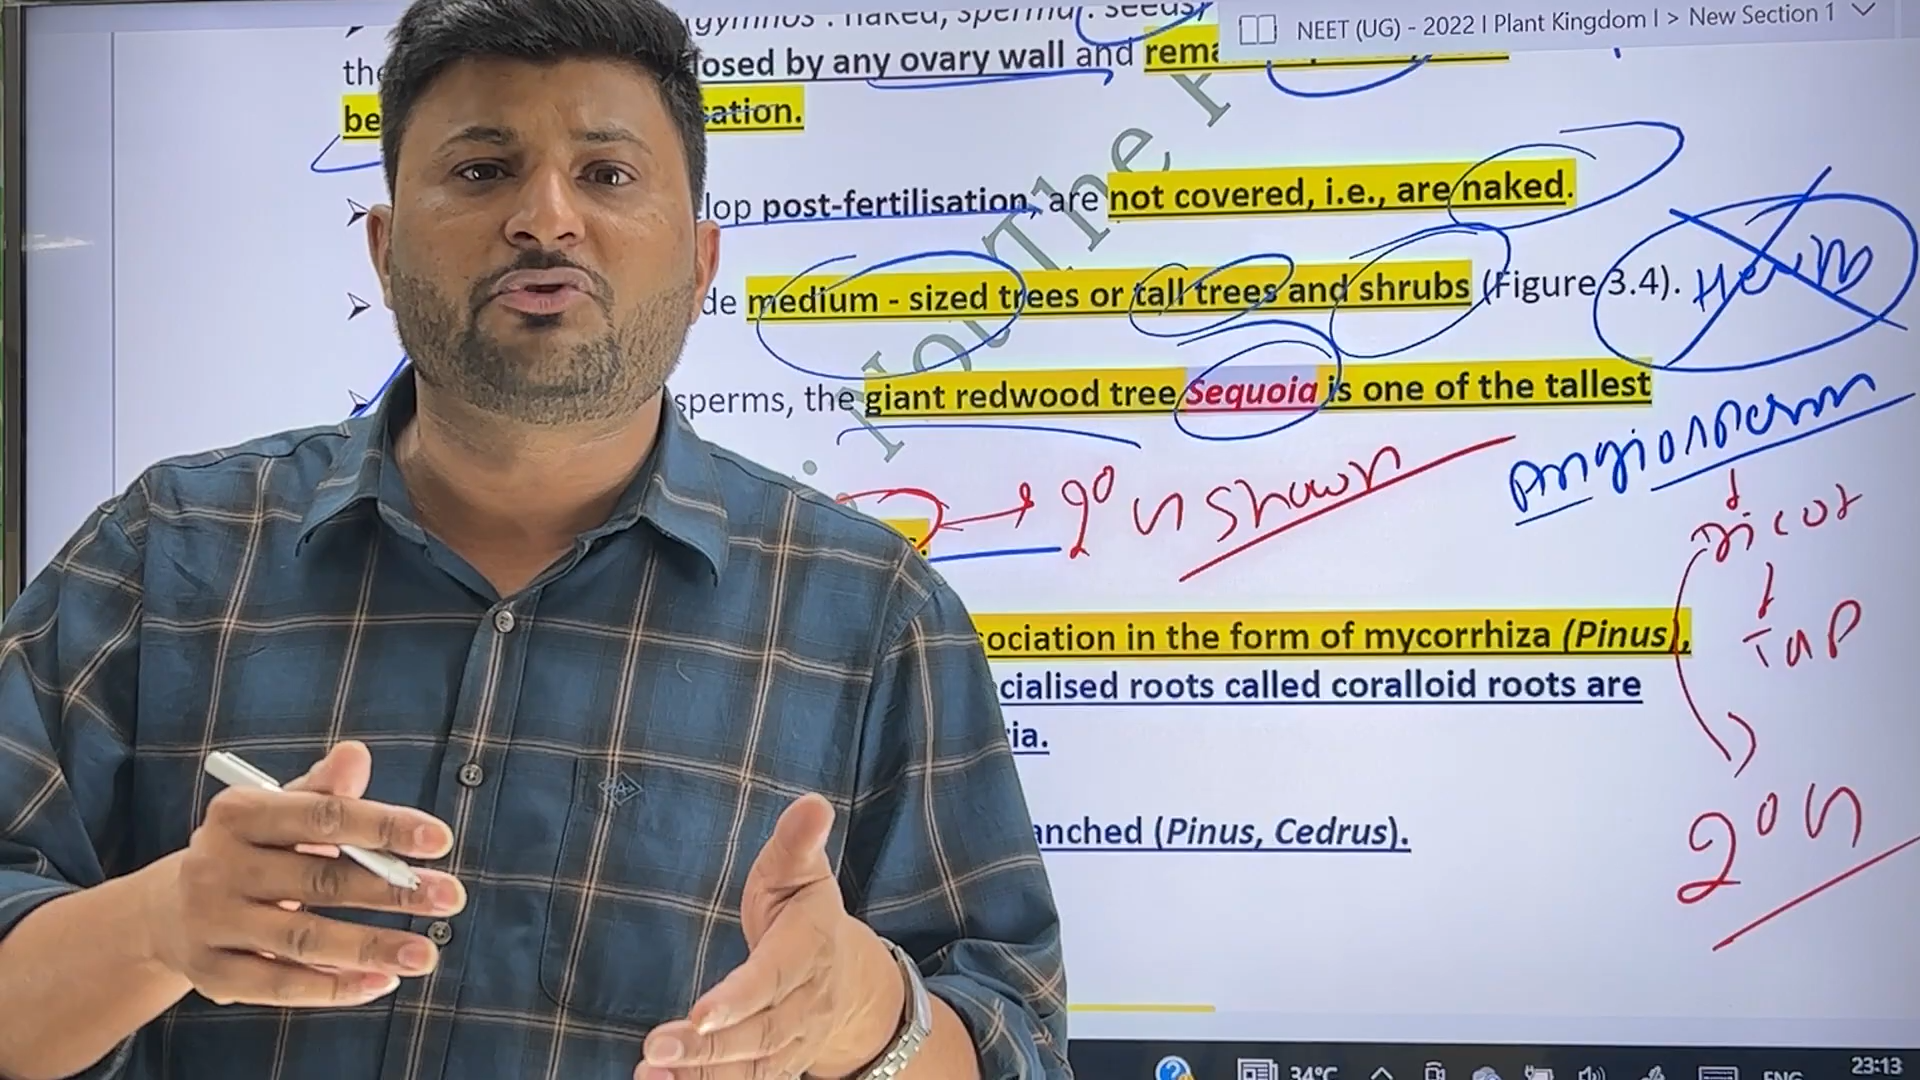 (gymnos : naked, sperma : seeds)
NEET (UG) - 2022 I Plant Kingdom I > New Section 1
the losed by any ovary wall and rema
be sation.
lop post-fertilisation, are not covered, i.e., are naked.
de medium - sized trees or tall trees and shrubs (Figure 3.4).
Herb
sperms, the giant redwood tree Sequoia is one of the tallest
Angiosperm
s. 2° g shown
Dicot
Tap
ociation in the form of mycorrhiza (Pinus),
cialised roots called coralloid roots are
ria.
2° g
anched (Pinus, Cedrus).
34°C ENG 23:13